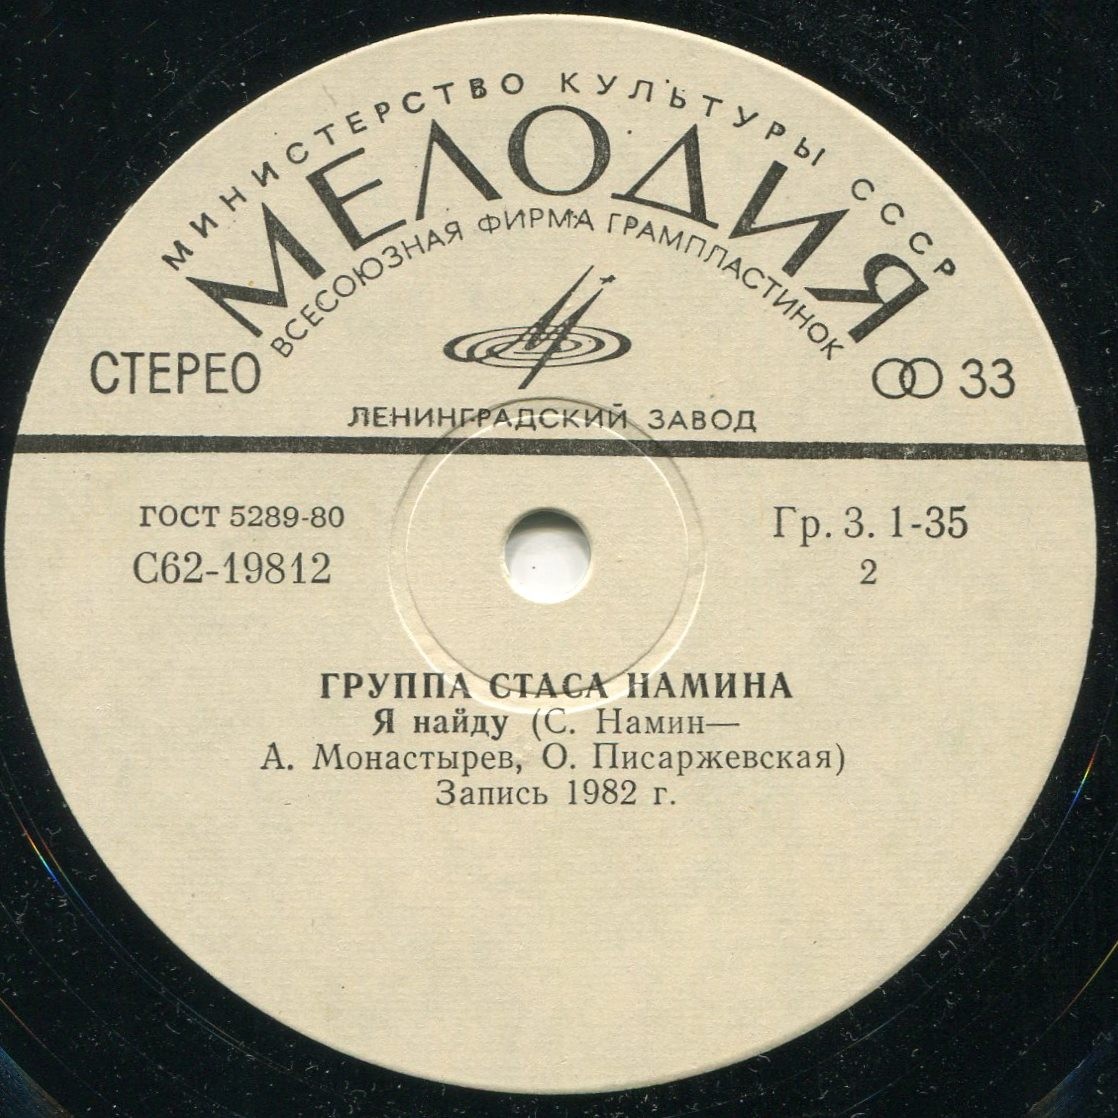 МИНИСТЕРСТВО КУЛЬТУРЫ СССР
МЕЛОДИЯ
ВСЕСОЮЗНАЯ ФИРМА ГРАМПЛАСТИНОК
СТЕРЕО
33
ЛЕНИНГРАДСКИЙ ЗАВОД
ГОСТ 5289-80
Гр. 3. 1-35
С62-19812
2
ГРУППА СТАСА НАМИНА
Я найду (С. Намин—
А. Монастырев, О. Писаржевская)
Запись 1982 г.